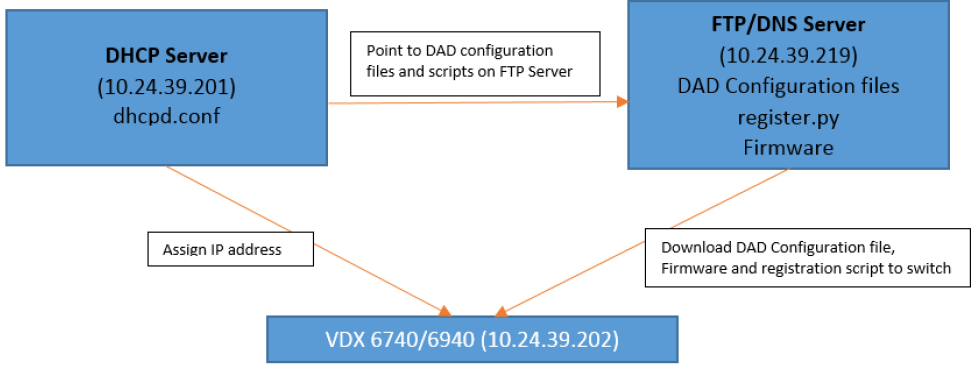 DHCP Server
(10.24.39.201)
dhcpd.conf
Point to DAD configuration
files and scripts on FTP Server
FTP/DNS Server
(10.24.39.219)
DAD Configuration files
register.py
Firmware
Assign IP address
Download DAD Configuration file,
Firmware and registration script to switch
VDX 6740/6940 (10.24.39.202)